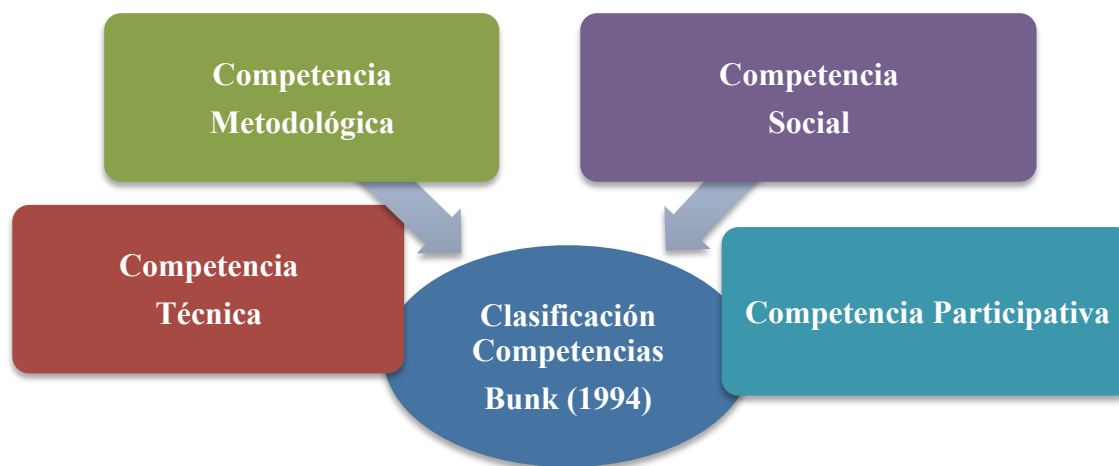 Competencia
Metodológica
Competencia
Social
Competencia
Técnica
Clasificación
Competencias
Bunk (1994)
Competencia Participativa